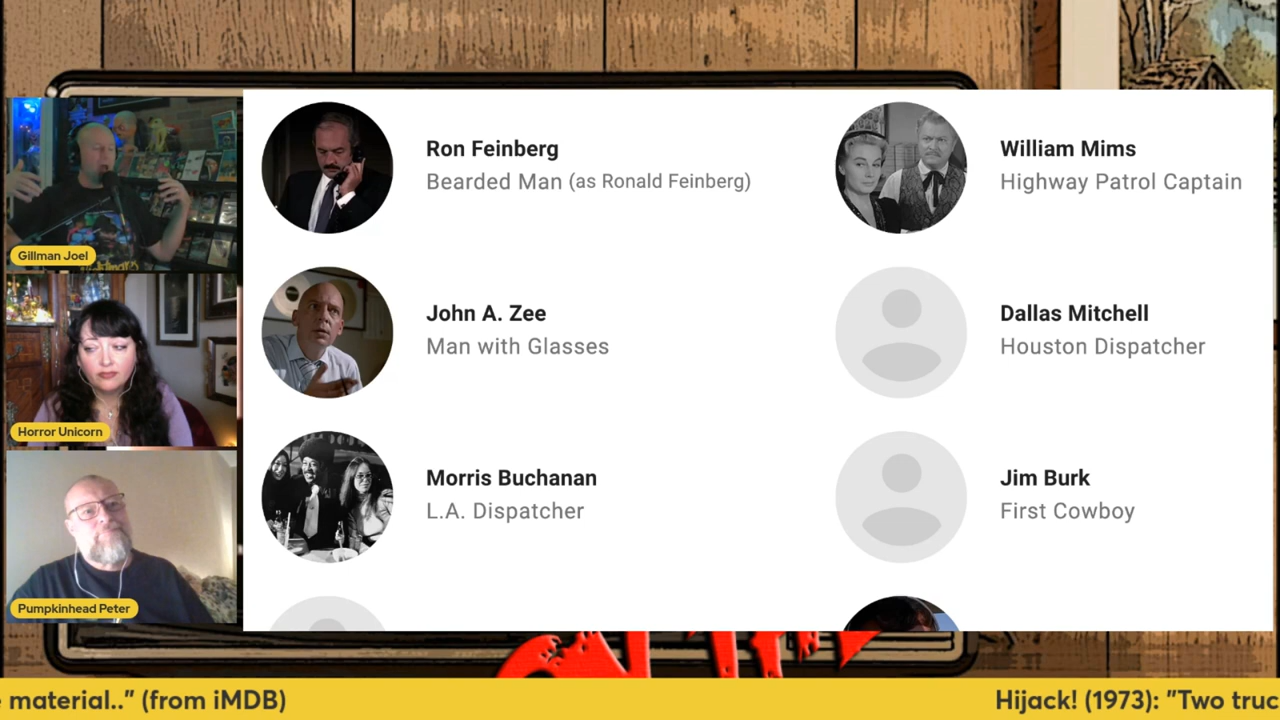 Gillman Joel
Horror Unicorn
Pumpkinhead Peter
Ron Feinberg
Bearded Man (as Ronald Feinberg)
William Mims
Highway Patrol Captain
John A. Zee
Man with Glasses
Dallas Mitchell
Houston Dispatcher
Morris Buchanan
L.A. Dispatcher
Jim Burk
First Cowboy
material.." (from iMDB)
Hijack! (1973): "Two truc